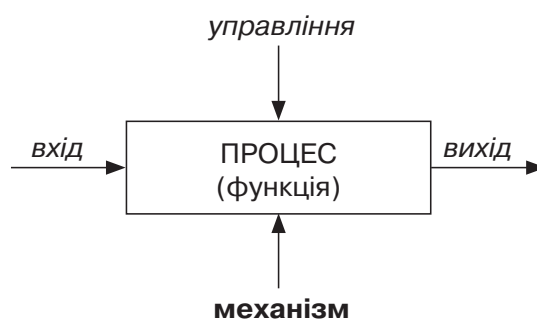 управління
вхід
ПРОЦЕС
(функція)
вихід
механізм